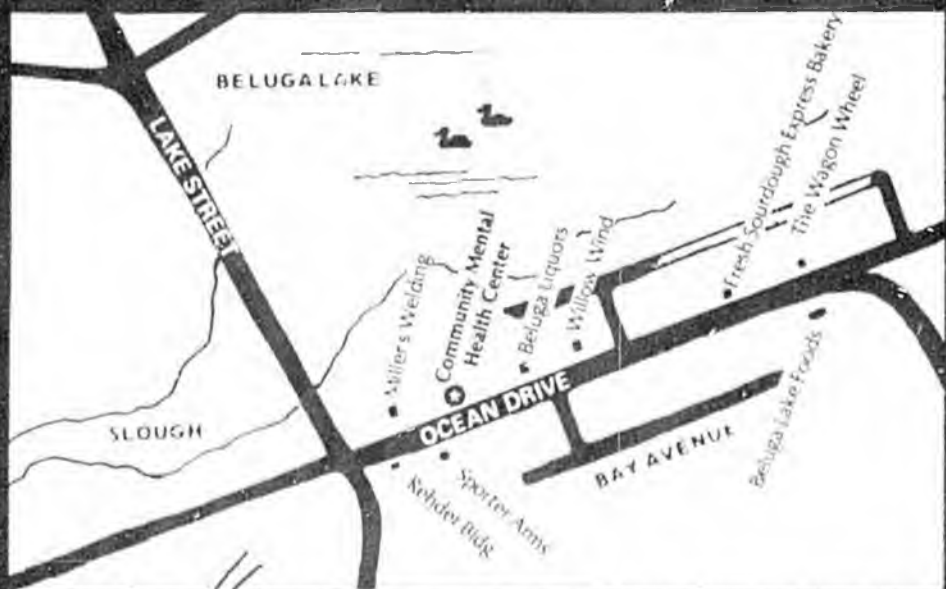 BELUGA LAKE
LAKE STREET
Fresh Sourdough Express Bakery
The Wagon Wheel
Miller's Welding
Community Mental
Health Center
Beluga Liquors
Willow Wind
OCEAN DRIVE
SLOUGH
BAY AVENUE
Beluga Lake Foods
Rehder Bldg
Sporter Arms